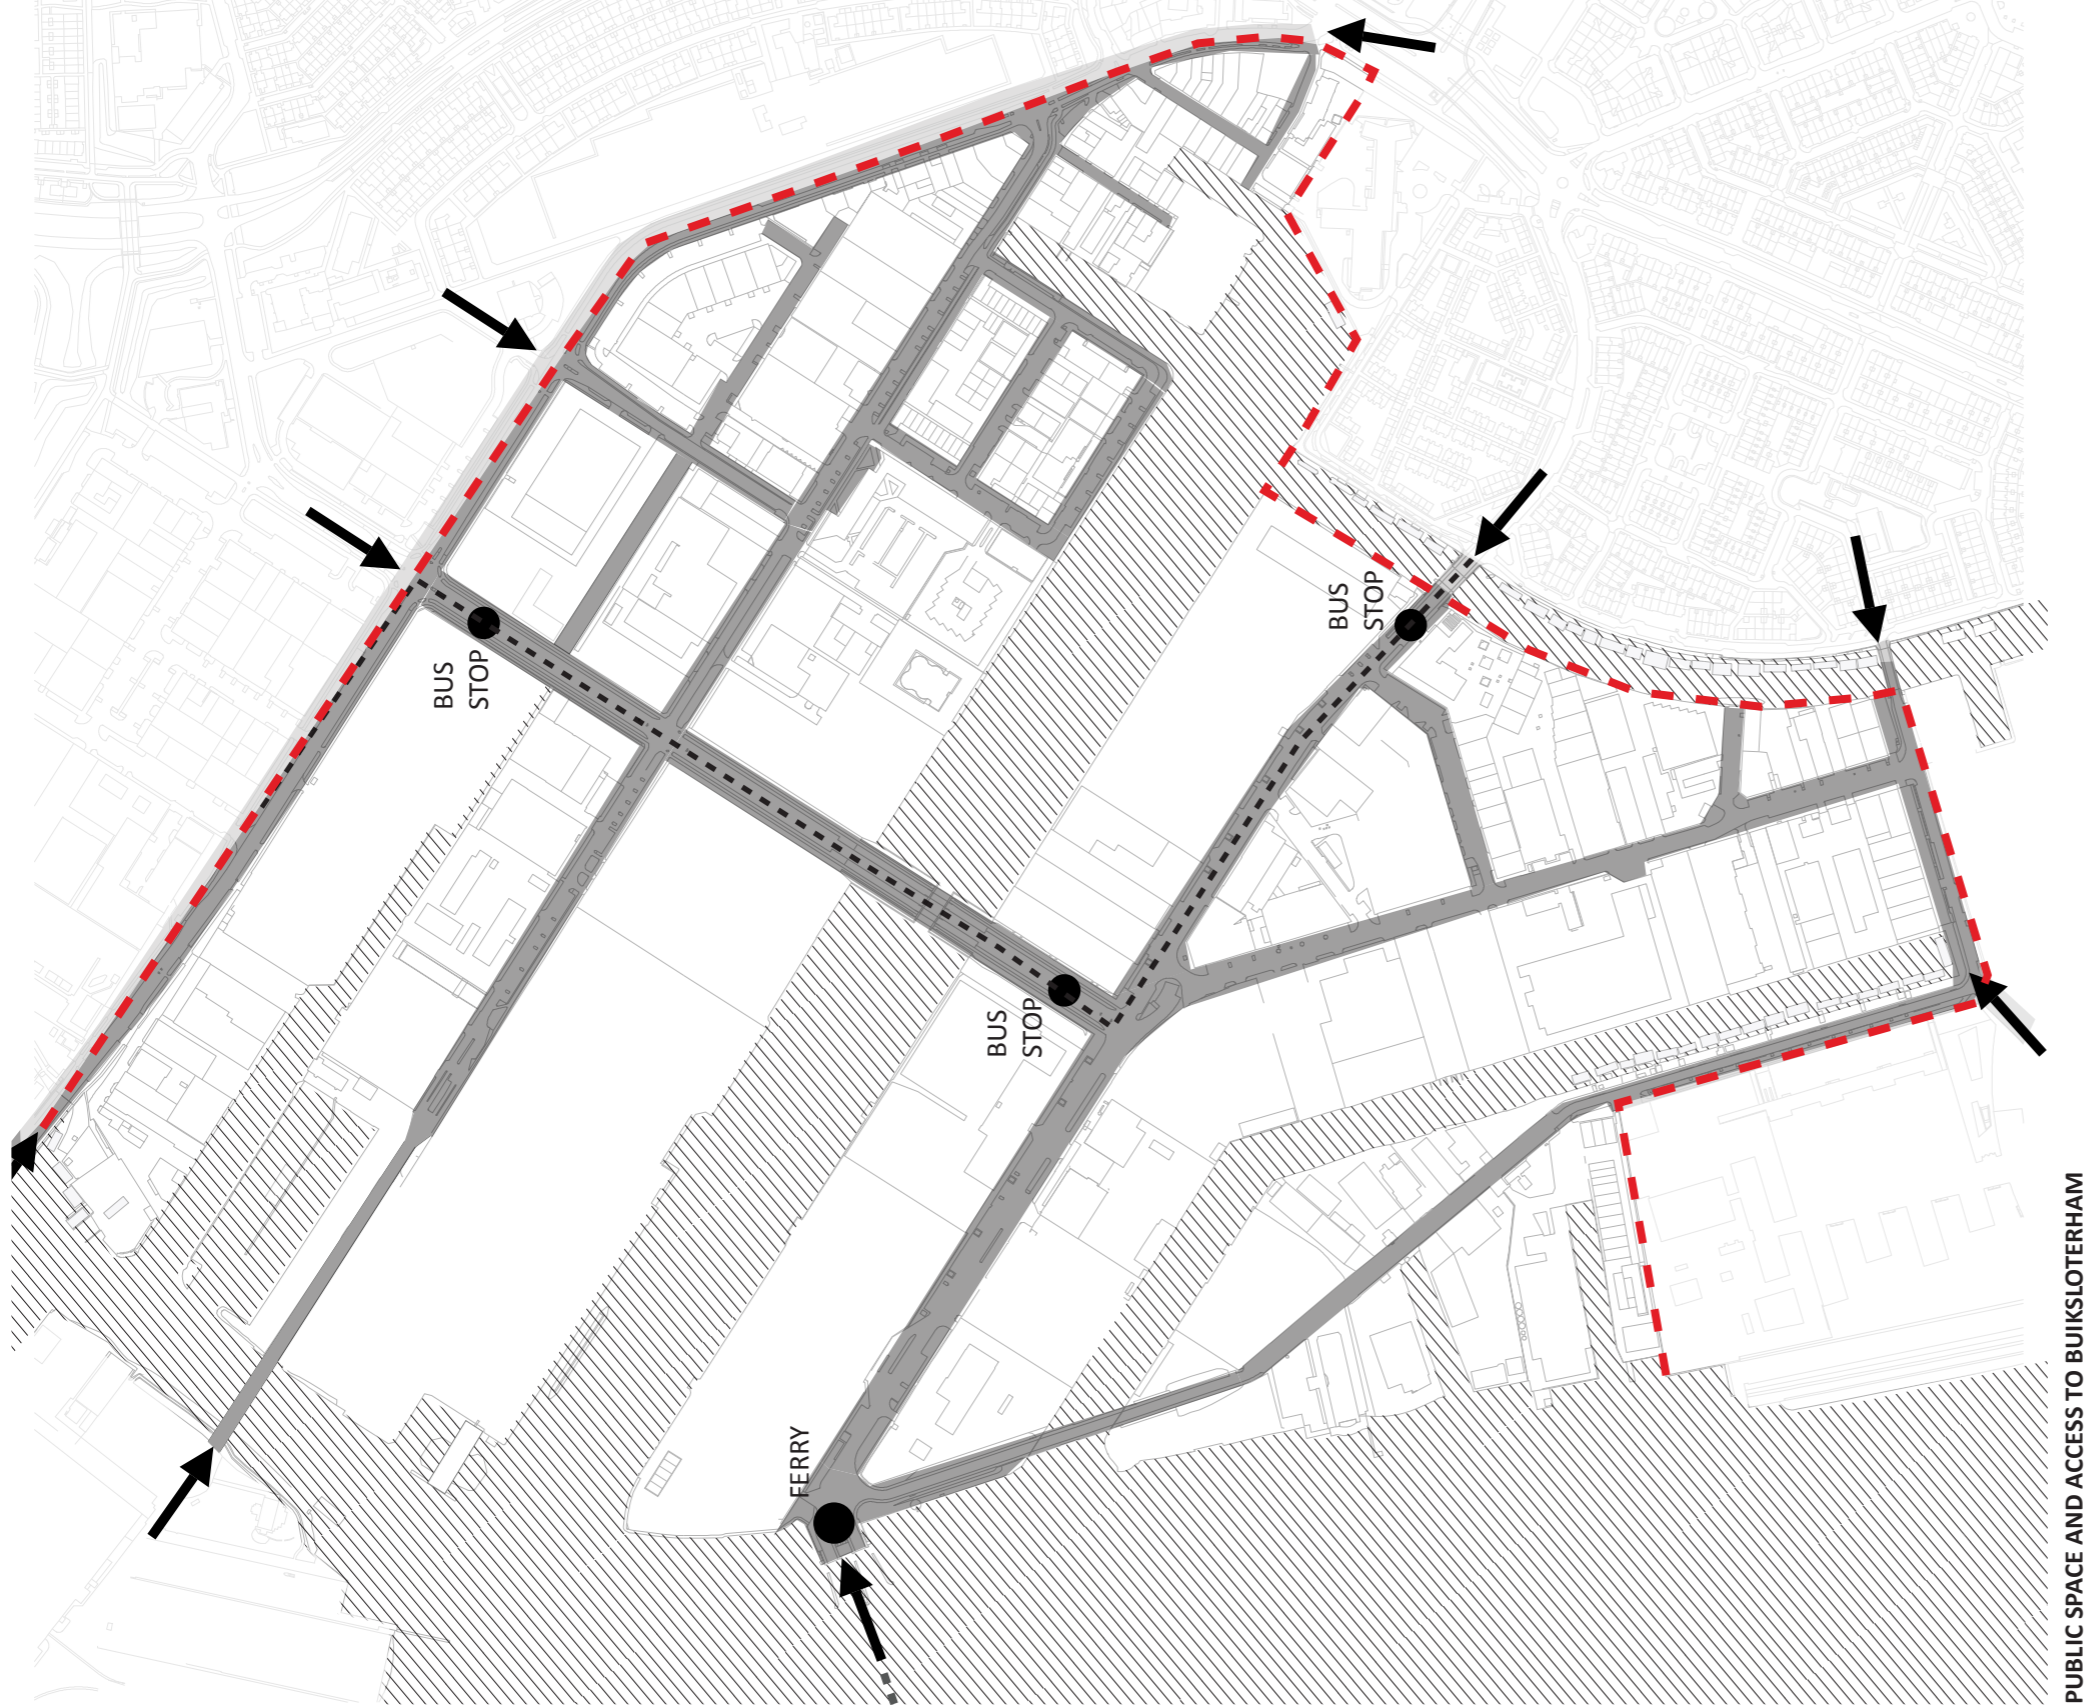 BUS
STOP
BUS
STOP
BUS
STOP
FERRY
PUBLIC SPACE AND ACCESS TO BUIKSLOTERHAM